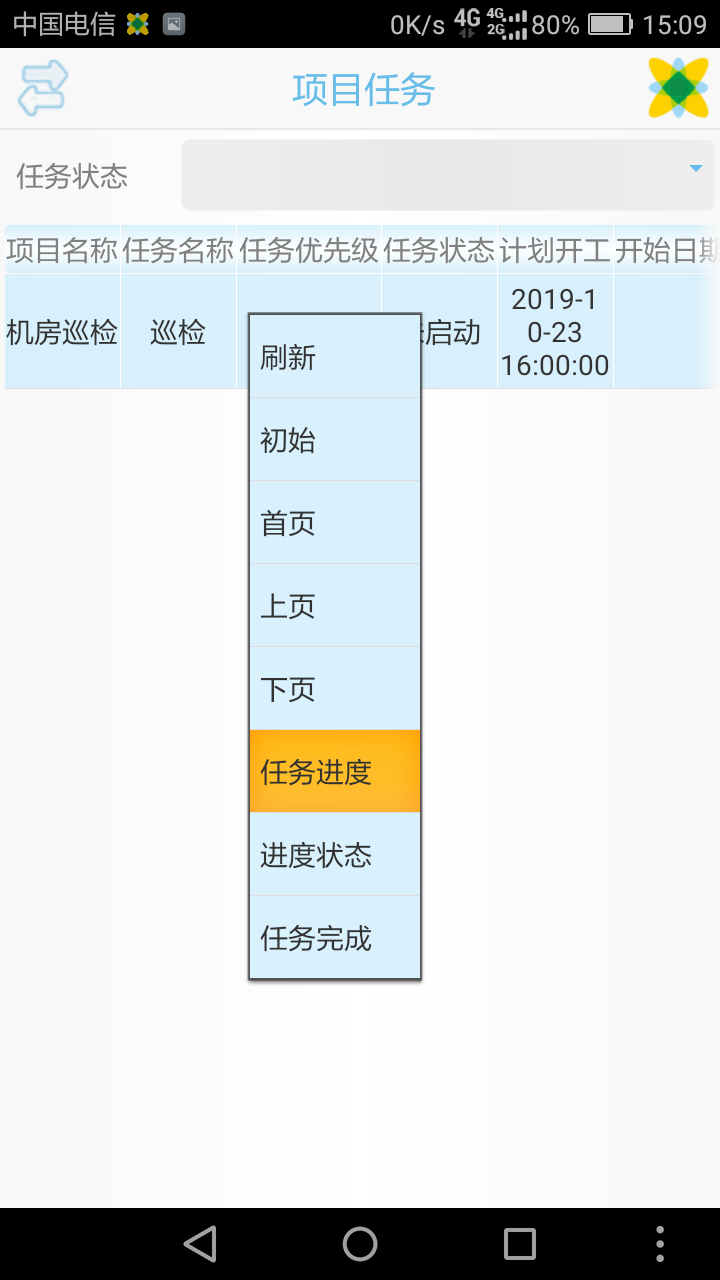 中国电信 0K/s 4G 4G 2G 80% 15:09
项目任务
任务状态
项目名称 任务名称 任务优先级 任务状态 计划开工 开始日期
机房巡检 巡检 启动 2019-1
0-23
16:00:00
刷新
初始
首页
上页
下页
任务进度
进度状态
任务完成